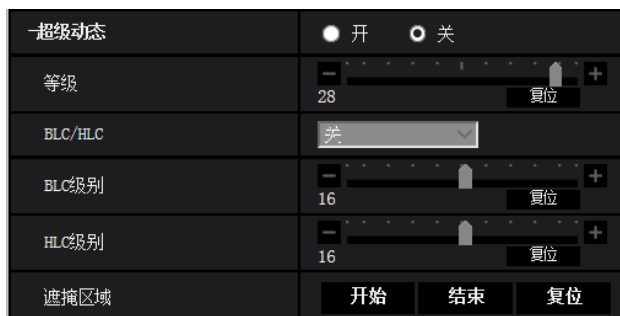 -超级动态 开 关
等级
28 复位
BLC/HLC 关
BLC级别
16 复位
HLC级别
16 复位
遮掩区域 开始 结束 复位